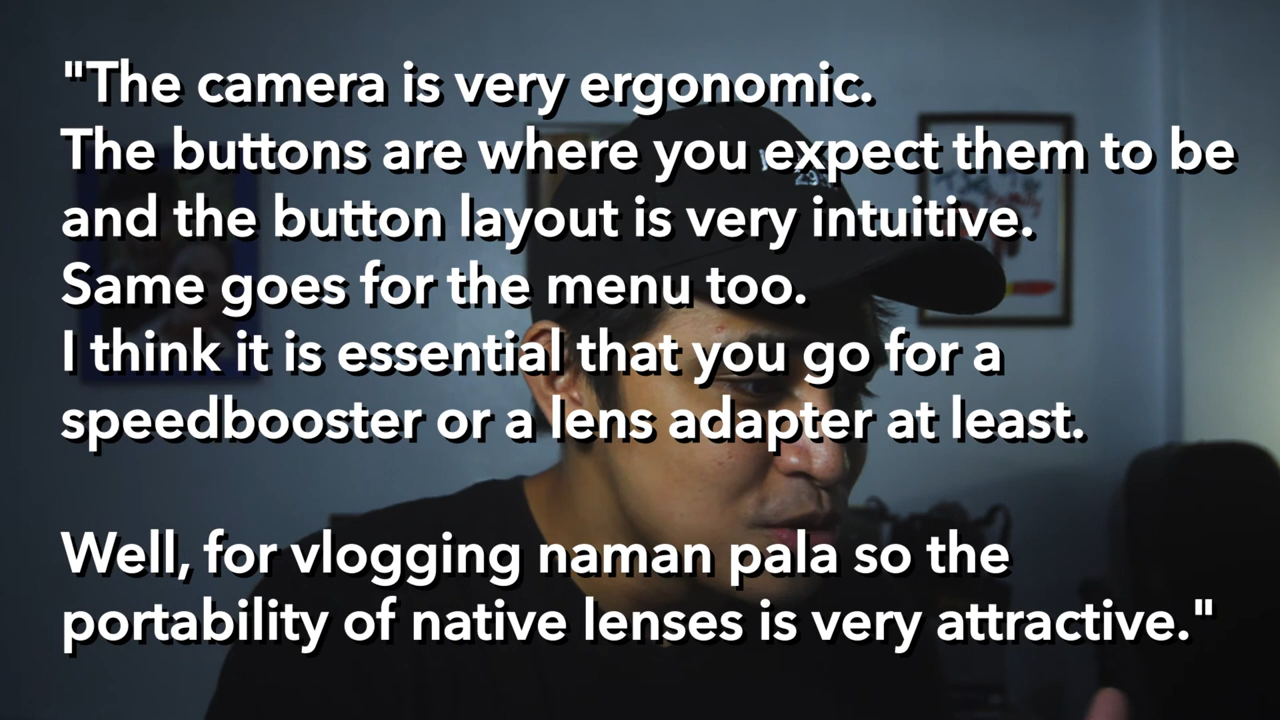 "The camera is very ergonomic.
The buttons are where you expect them to be
and the button layout is very intuitive.
Same goes for the menu too.
I think it is essential that you go for a
speedbooster or a lens adapter at least.
Well, for vlogging naman pala so the
portability of native lenses is very attractive."